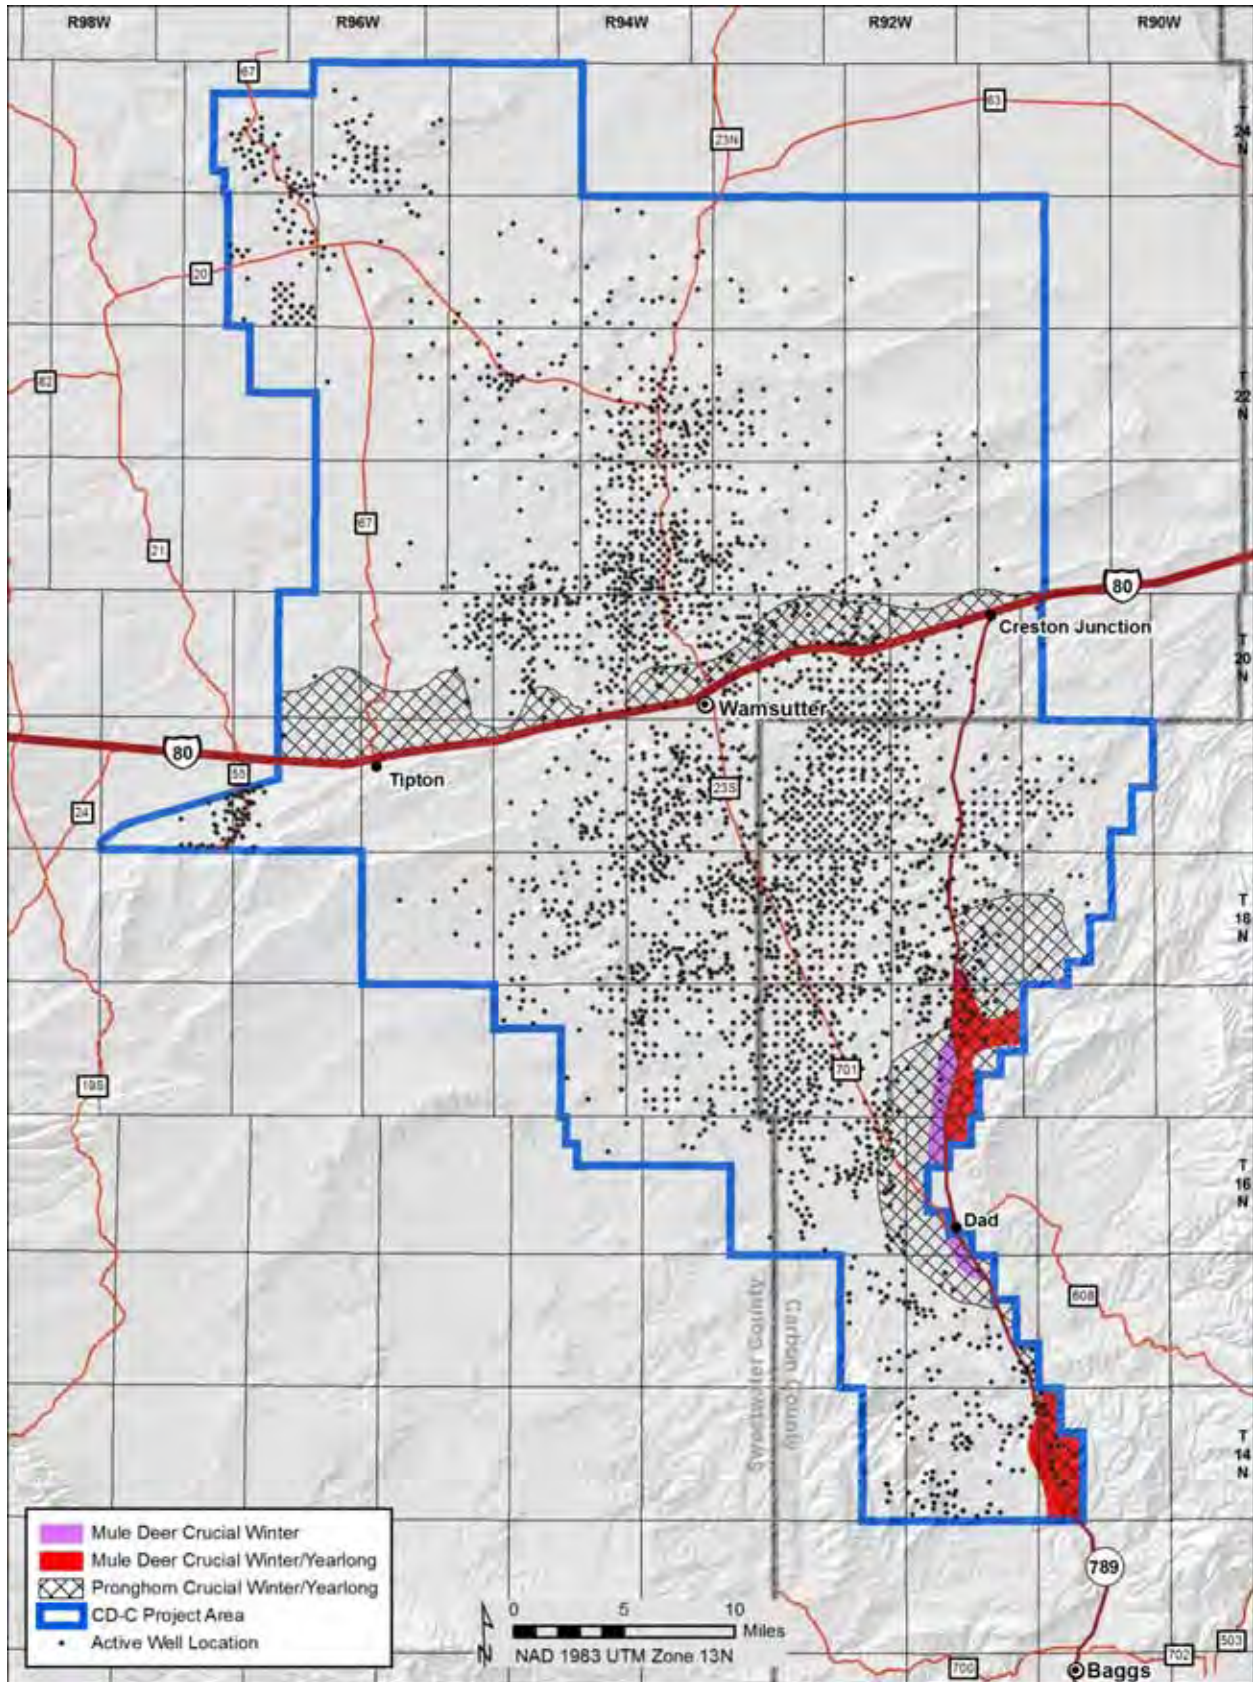 R98W
R96W
R94W
R92W
R90W
67
63
23N
T
24
N
20
82
T
22
N
67
21
80
Creston Junction
T
20
N
Wamsutter
80
Tipton
55
23S
24
T
18
N
19S
701
T
16
N
Dad
608
Sweetwater County
Carbon County
T
14
N
Mule Deer Crucial Winter
Mule Deer Crucial Winter/Yearlong
Pronghorn Crucial Winter/Yearlong
CD-C Project Area
Active Well Location
789
0 5 10
Miles
N
NAD 1983 UTM Zone 13N
503
700
702
Baggs